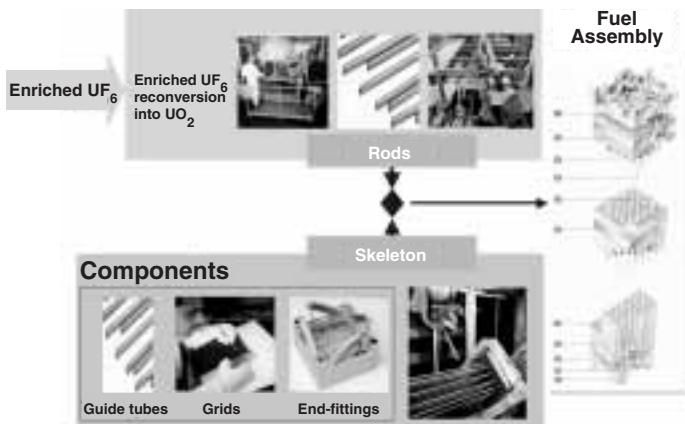 Fuel
Assembly
Enriched UF6
Enriched UF6
reconversion
into UO2
Rods
Skeleton
Components
Guide tubes
Grids
End-fittings